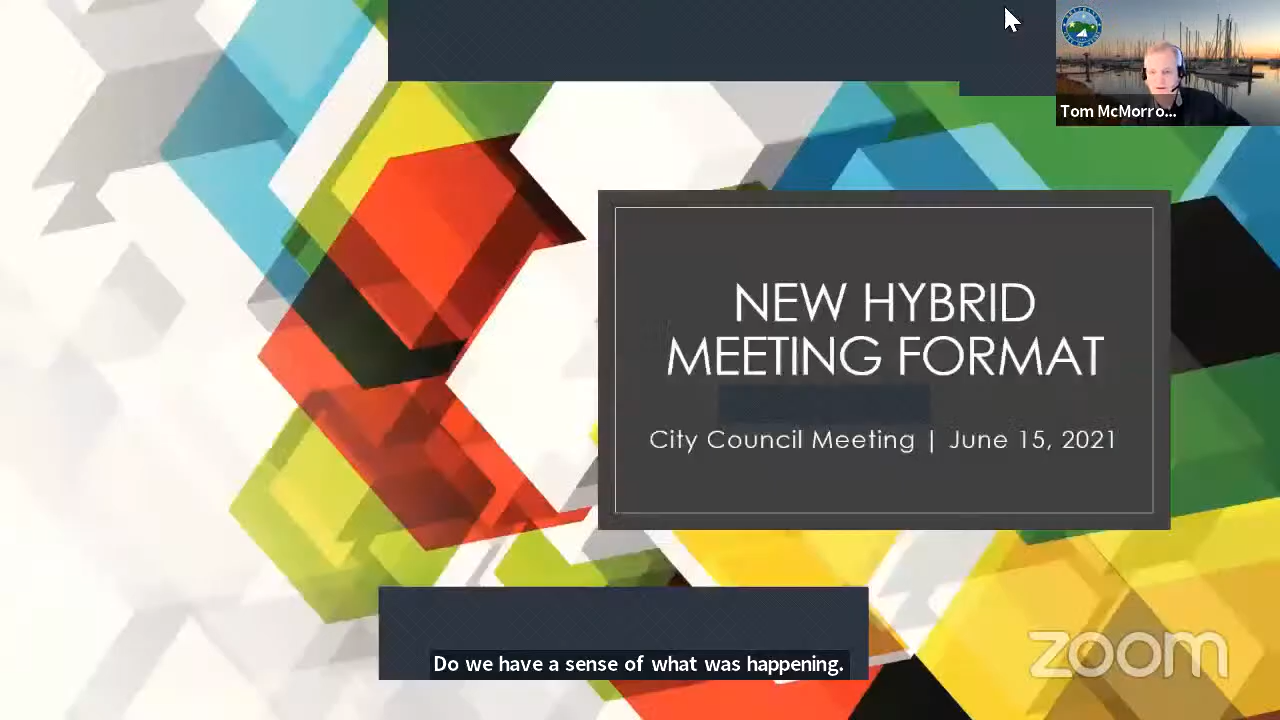 Tom McMorro...
NEW HYBRID
MEETING FORMAT
City Council Meeting | June 15, 2021
Do we have a sense of what was happening.
zoom